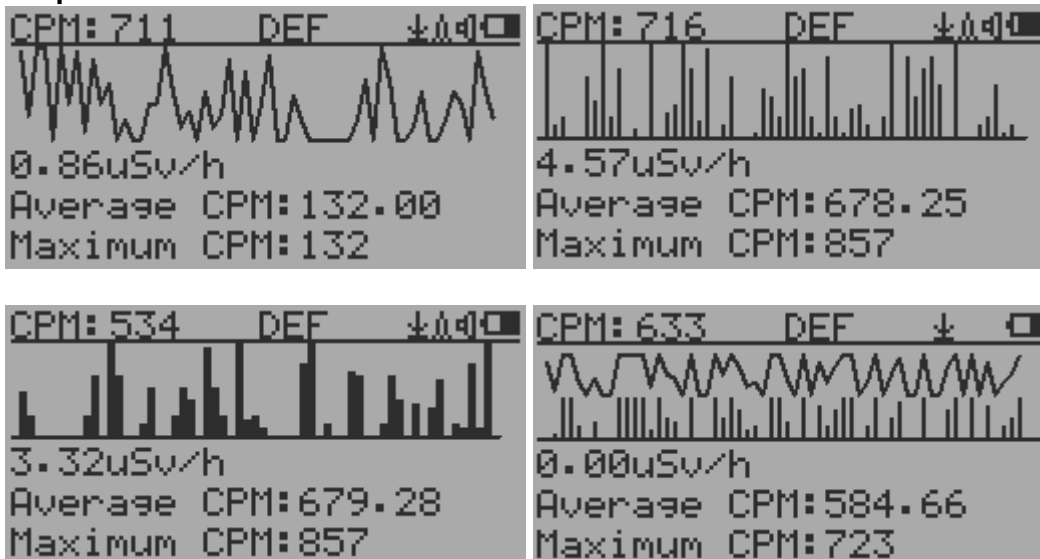 CPM:711 DEF
0.86uSv/h
Average CPM:132.00
Maximum CPM:132
CPM:716 DEF
4.57uSv/h
Average CPM:678.25
Maximum CPM:857
CPM:534 DEF
3.32uSv/h
Average CPM:679.28
Maximum CPM:857
CPM:633 DEF
0.00uSv/h
Average CPM:584.66
Maximum CPM:723